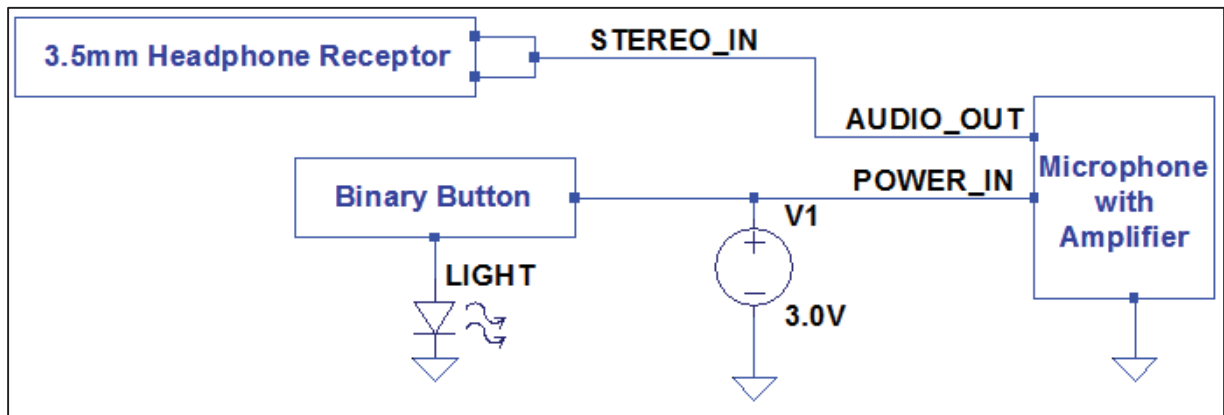 3.5mm Headphone Receptor
STEREO_IN
AUDIO_OUT
Microphone
with
Amplifier
POWER_IN
Binary Button
V1
LIGHT
3.0V